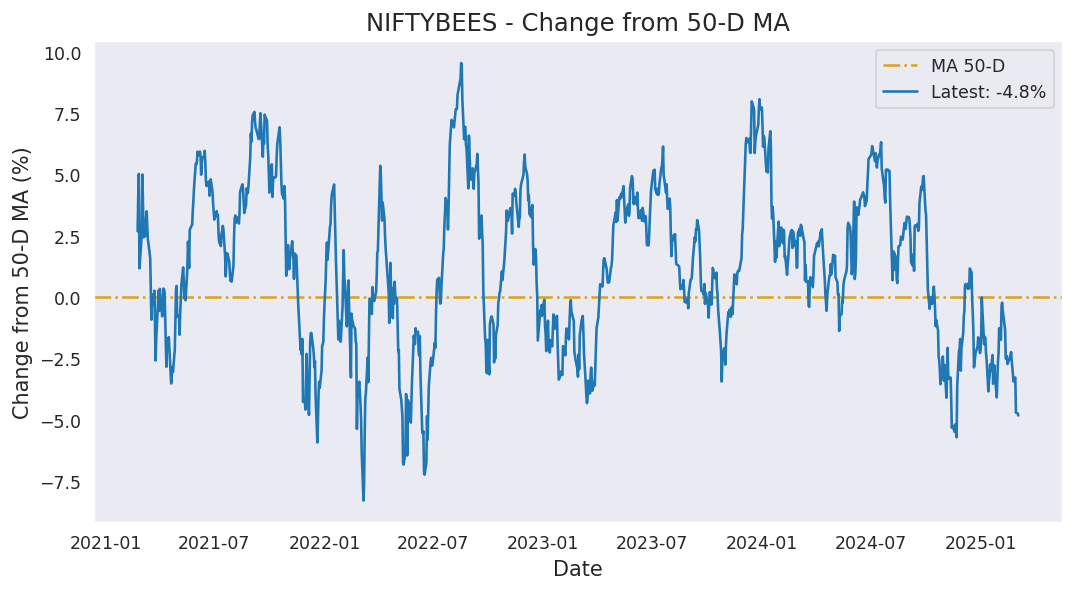 NIFTYBEES - Change from 50-D MA
MA 50-D
Latest: -4.8%
Change from 50-D MA (%)
10.0
7.5
5.0
2.5
0.0
−2.5
−5.0
−7.5
2021-01 2021-07 2022-01 2022-07 2023-01 2023-07 2024-01 2024-07 2025-01
Date